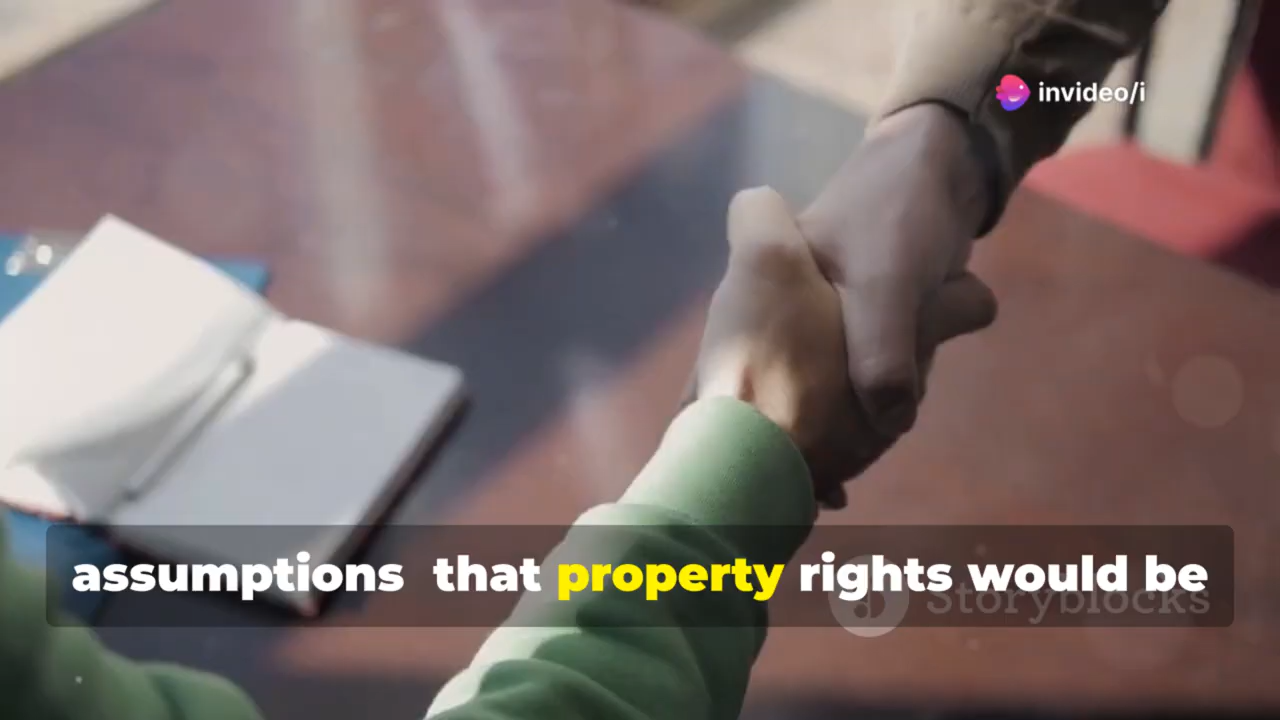 invideo/i
assumptions that property rights would be
Storyblocks